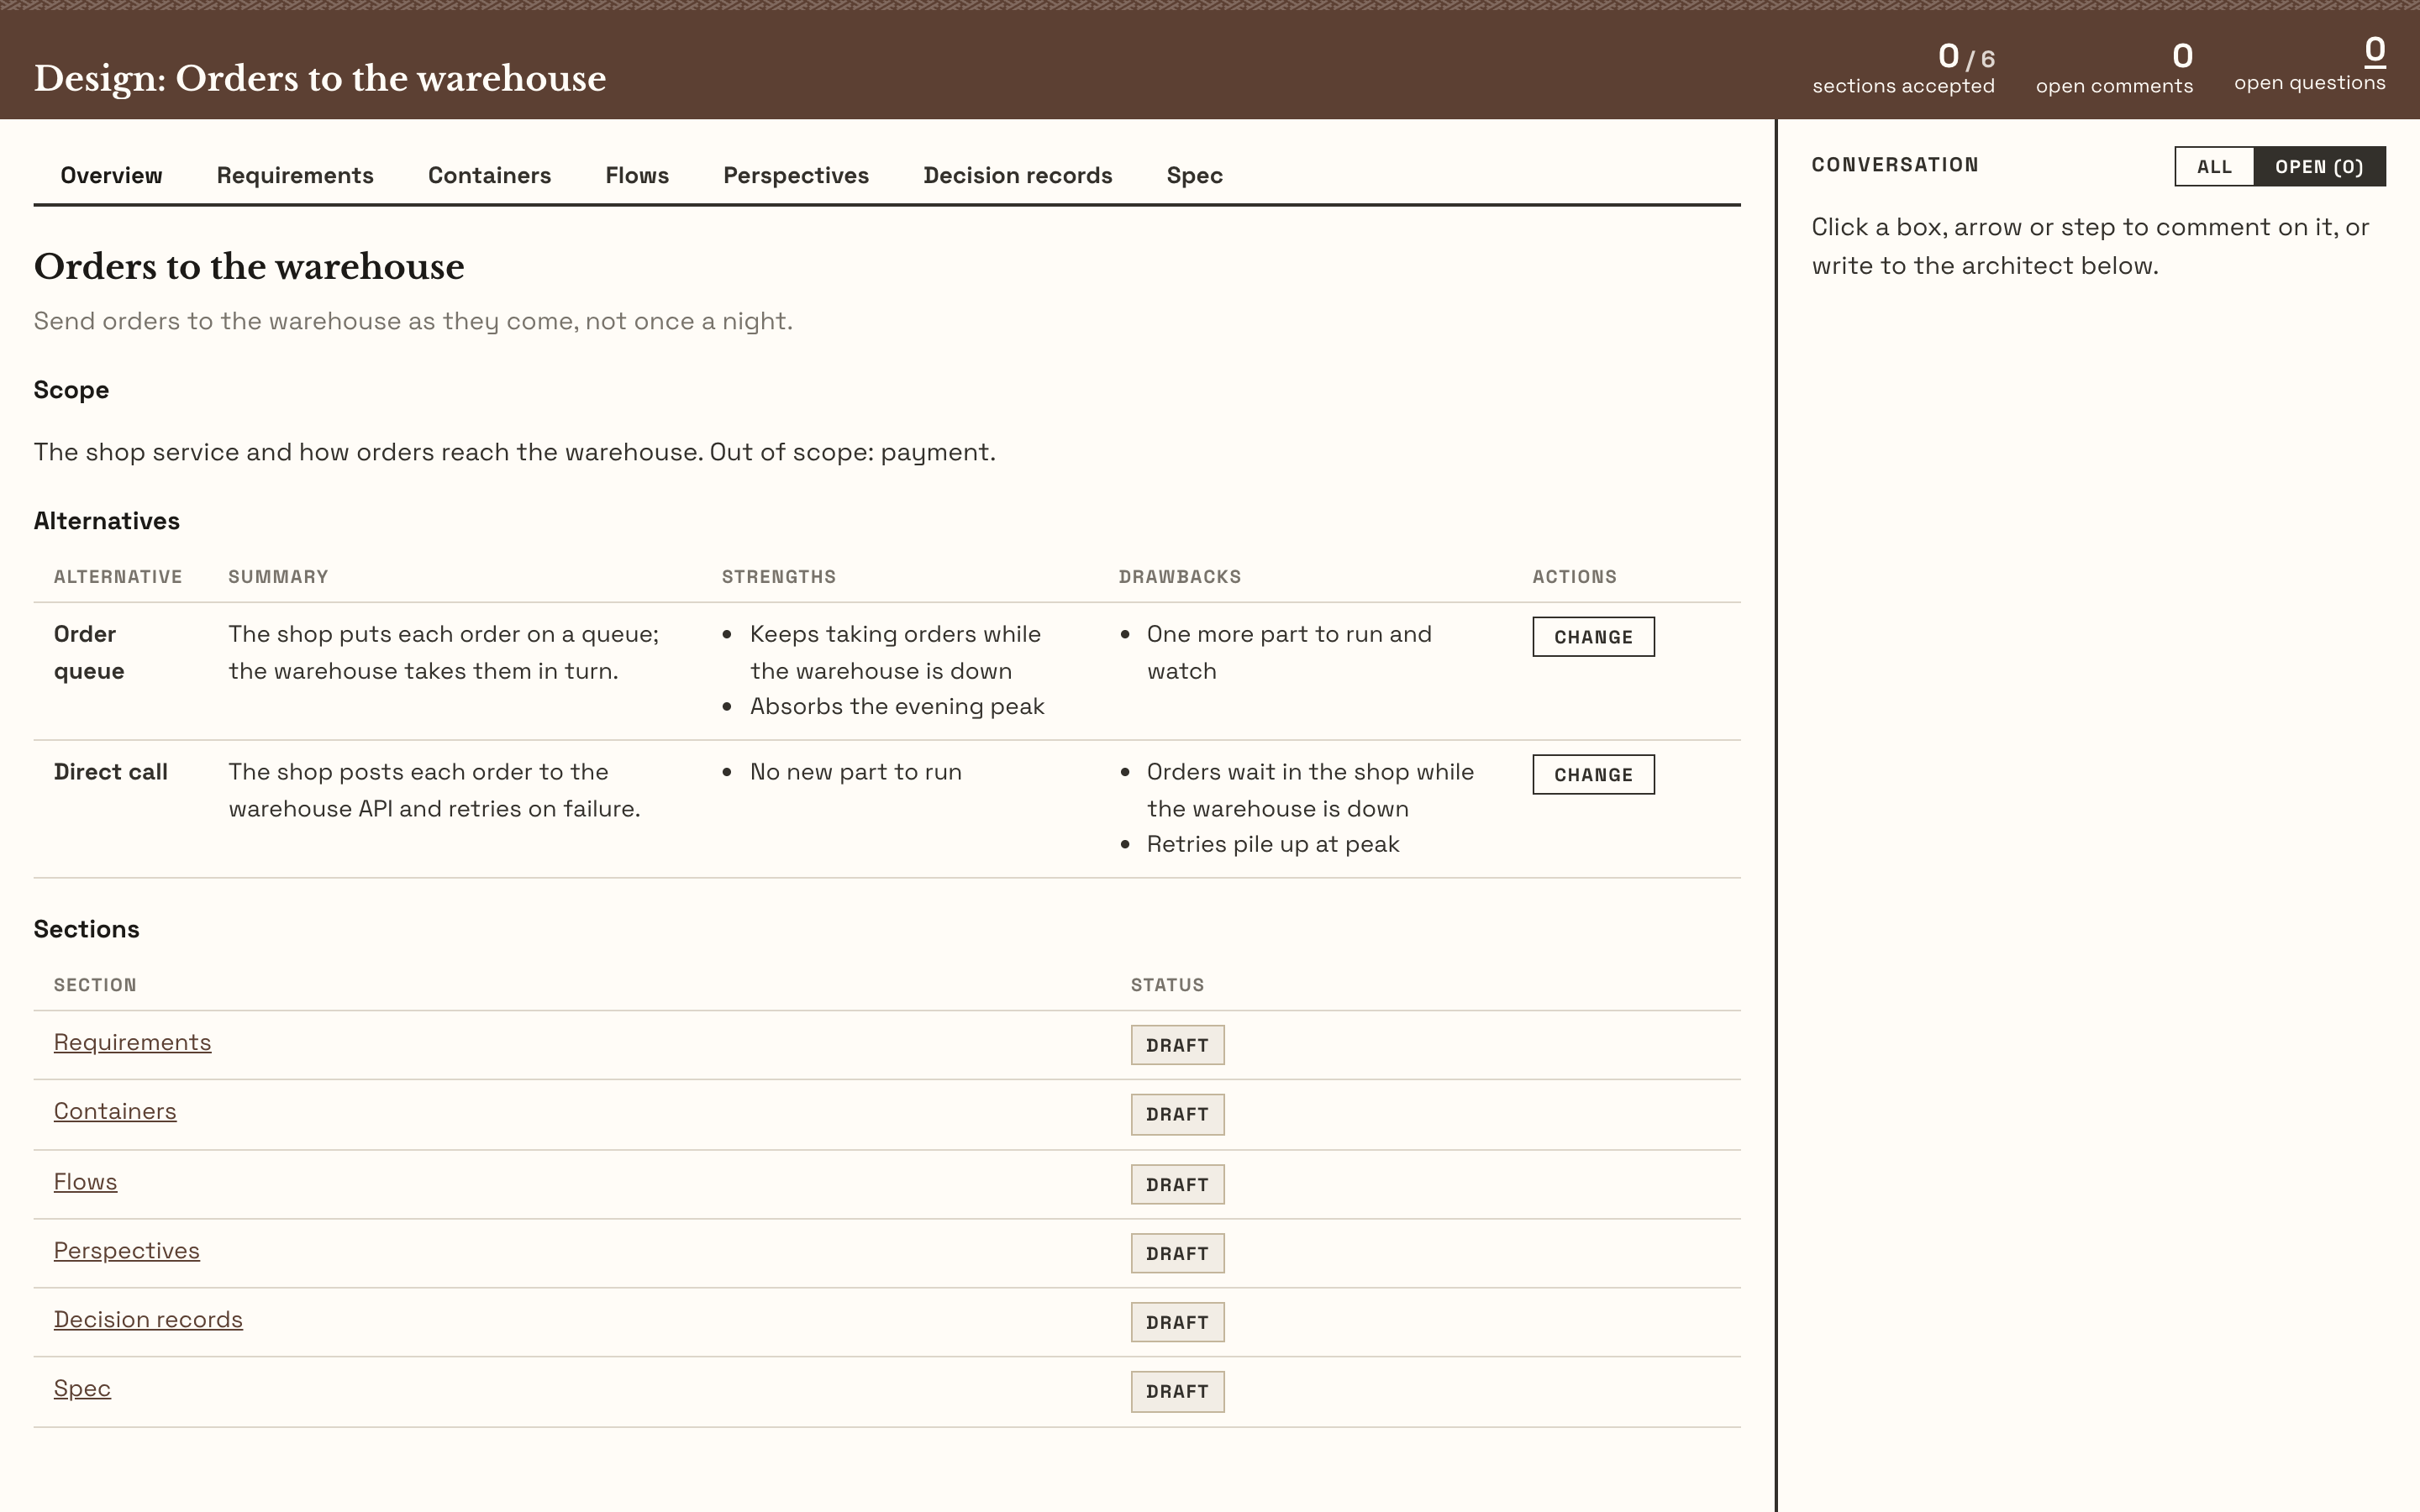 Design: Orders to the warehouse
0 / 6
sections accepted
0
open comments
0
open questions
Overview
Requirements
Containers
Flows
Perspectives
Decision records
Spec
Orders to the warehouse
Send orders to the warehouse as they come, not once a night.
Scope
The shop service and how orders reach the warehouse. Out of scope: payment.
Alternatives
ALTERNATIVE
SUMMARY
STRENGTHS
DRAWBACKS
ACTIONS
Order
queue
The shop puts each order on a queue;
the warehouse takes them in turn.
• Keeps taking orders while
the warehouse is down
• Absorbs the evening peak
• One more part to run and
watch
CHANGE
Direct call
The shop posts each order to the
warehouse API and retries on failure.
• No new part to run
• Orders wait in the shop while
the warehouse is down
• Retries pile up at peak
CHANGE
Sections
SECTION
STATUS
Requirements
DRAFT
Containers
DRAFT
Flows
DRAFT
Perspectives
DRAFT
Decision records
DRAFT
Spec
DRAFT
CONVERSATION
ALL
OPEN (0)
Click a box, arrow or step to comment on it, or
write to the architect below.